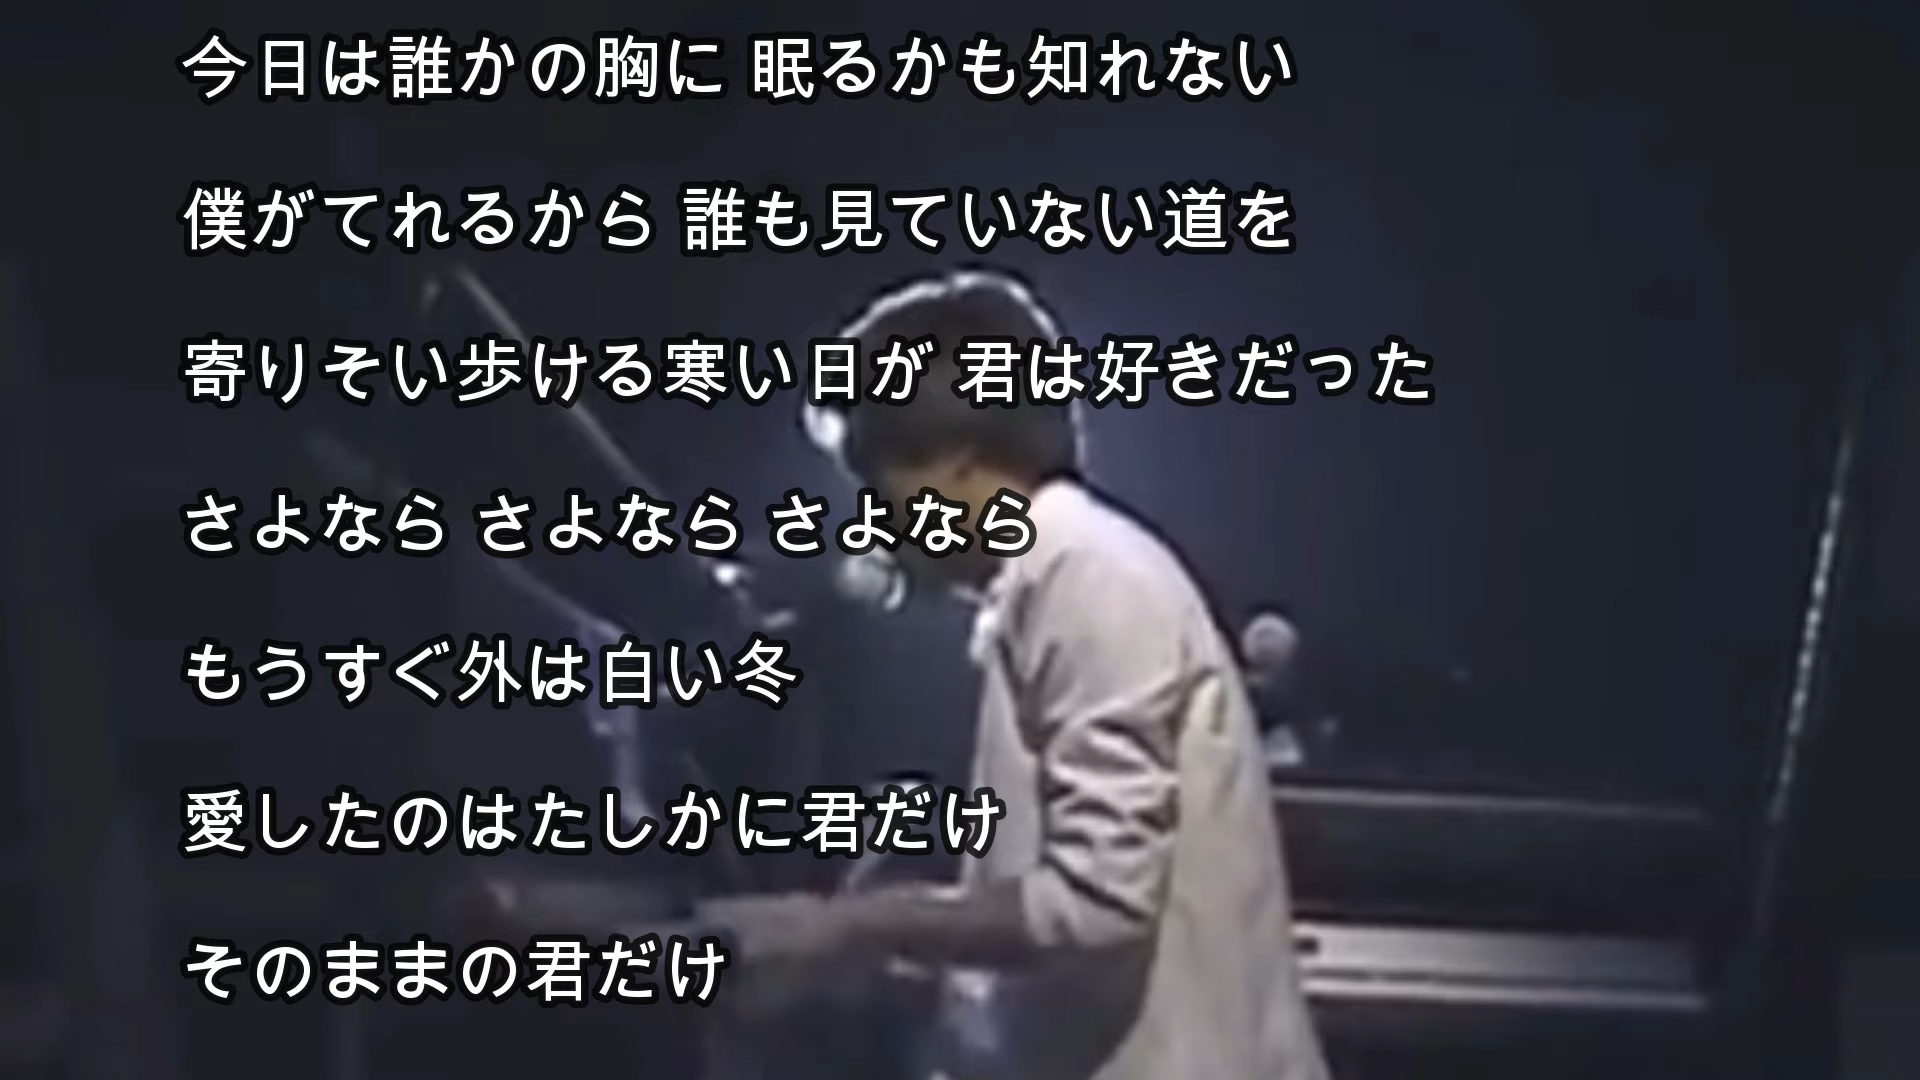 今日は誰かの胸に 眠るかも知れない
僕がてれるから 誰も見ていない道を
寄りそい歩ける寒い日が 君は好きだった
さよなら さよなら さよなら
もうすぐ外は白い冬
愛したのはたしかに君だけ
そのままの君だけ